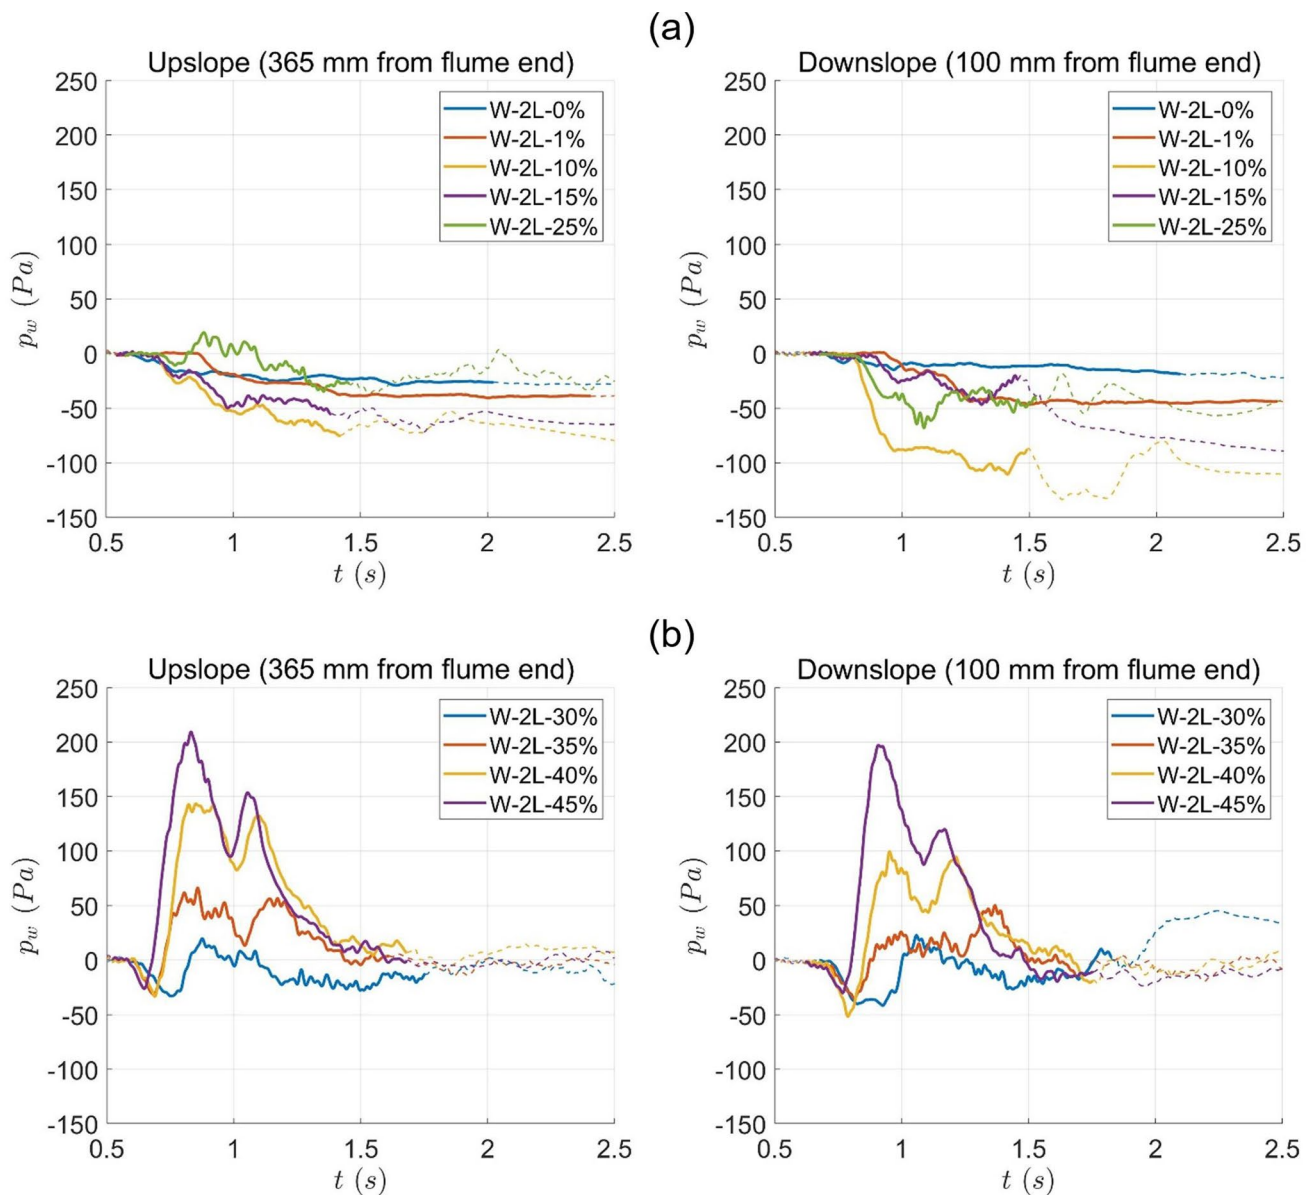 (a)
Upslope (365 mm from flume end)
250
200
150
100
50
0
-50
-100
-150
0.5 1 1.5 2 2.5
p_w (Pa)
t (s)
W-2L-0%
W-2L-1%
W-2L-10%
W-2L-15%
W-2L-25%
Downslope (100 mm from flume end)
250
200
150
100
50
0
-50
-100
-150
0.5 1 1.5 2 2.5
p_w (Pa)
t (s)
W-2L-0%
W-2L-1%
W-2L-10%
W-2L-15%
W-2L-25%
(b)
Upslope (365 mm from flume end)
250
200
150
100
50
0
-50
-100
-150
0.5 1 1.5 2 2.5
p_w (Pa)
t (s)
W-2L-30%
W-2L-35%
W-2L-40%
W-2L-45%
Downslope (100 mm from flume end)
250
200
150
100
50
0
-50
-100
-150
0.5 1 1.5 2 2.5
p_w (Pa)
t (s)
W-2L-30%
W-2L-35%
W-2L-40%
W-2L-45%